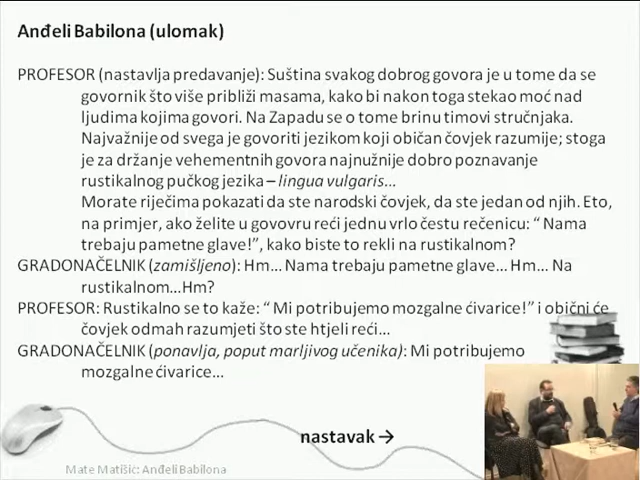 Anđeli Babilona (ulomak)
PROFESOR (nastavlja predavanje): Suština svakog dobrog govora je u tome da se
govornik što više približi masama, kako bi nakon toga stekao moć nad
ljudima kojima govori. Na Zapadu se o tome brinu timovi stručnjaka.
Najvažnije od svega je govoriti jezikom koji običan čovjek razumije; stoga
je za držanje vehementnih govora najnužnije dobro poznavanje
rustikalnog pučkog jezika – lingua vulgaris...
Morate riječima pokazati da ste narodski čovjek, da ste jedan od njih. Eto,
na primjer, ako želite u govovru reći jednu vrlo čestu rečenicu: “ Nama
trebaju pametne glave!”, kako biste to rekli na rustikalnom?
GRADONAČELNIK (zamišljeno): Hm... Nama trebaju pametne glave... Hm... Na
rustikalnom...Hm?
PROFESOR: Rustikalno se to kaže: “ Mi potribujemo mozgalne ćivarice!” i obični će
čovjek odmah razumjeti što ste htjeli reći...
GRADONAČELNIK (ponavlja, poput marljivog učenika): Mi potribujemo
mozgalne ćivarice...
nastavak →
Mate Matišić: Anđeli Babilona